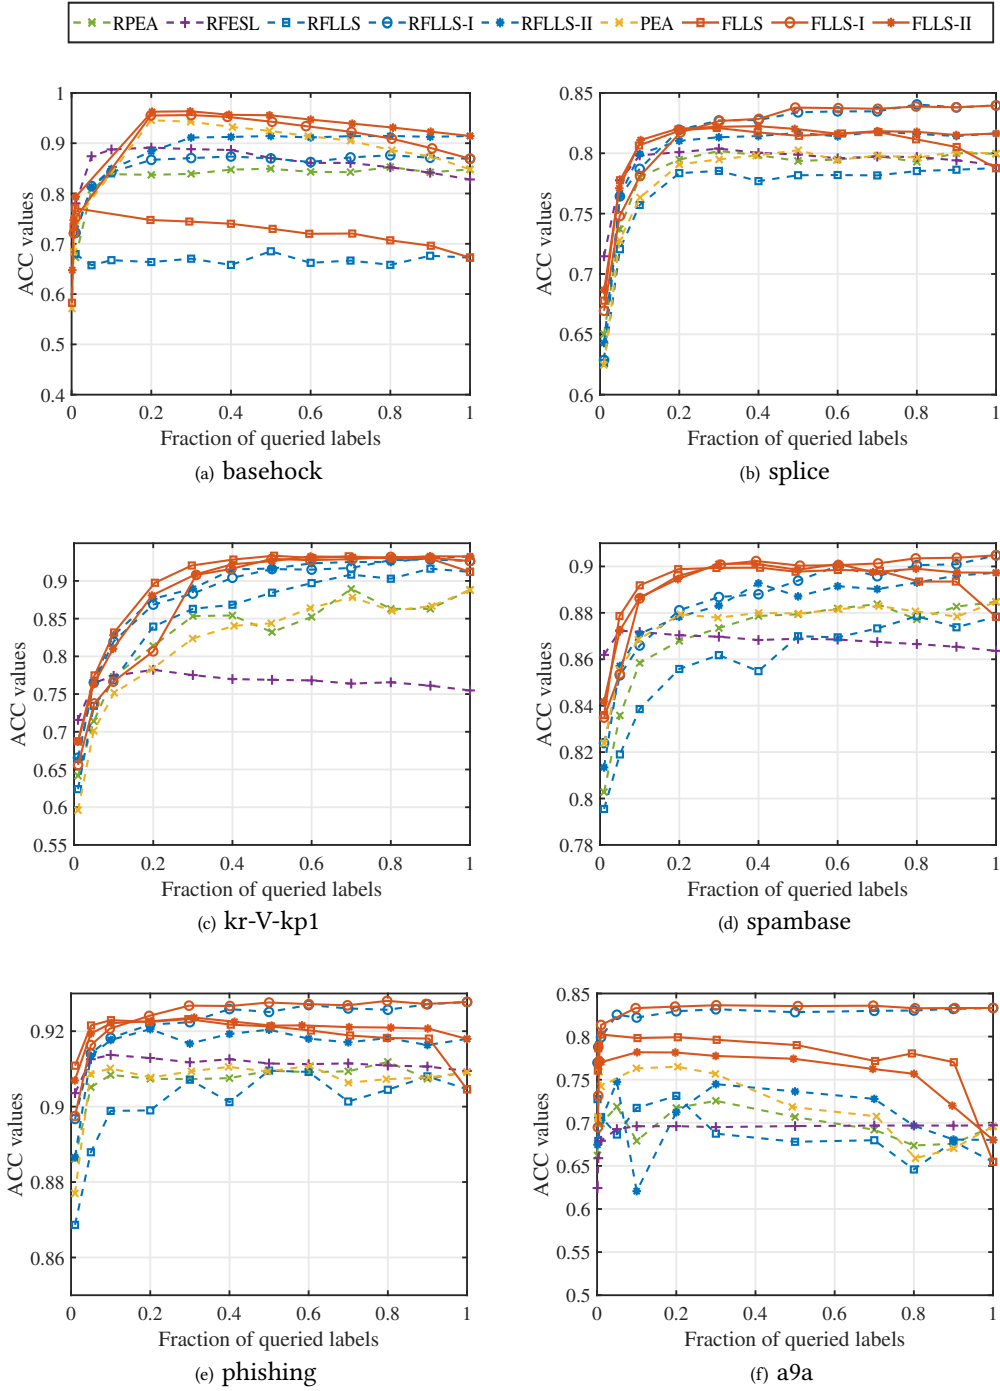 RPEA RFESL RFLLS RFLLS-I RFLLS-II PEA FLLS FLLS-I FLLS-II
1
0.9
0.8
0.7
0.6
0.5
0.4
ACC values
0 0.2 0.4 0.6 0.8 1
Fraction of queried labels
(a) basehock
0.85
0.8
0.75
0.7
0.65
0.6
ACC values
0 0.2 0.4 0.6 0.8 1
Fraction of queried labels
(b) splice
0.9
0.85
0.8
0.75
0.7
0.65
0.6
0.55
ACC values
0 0.2 0.4 0.6 0.8 1
Fraction of queried labels
(c) kr-V-kp1
0.9
0.88
0.86
0.84
0.82
0.8
0.78
ACC values
0 0.2 0.4 0.6 0.8 1
Fraction of queried labels
(d) spambase
0.92
0.9
0.88
0.86
ACC values
0 0.2 0.4 0.6 0.8 1
Fraction of queried labels
(e) phishing
0.85
0.8
0.75
0.7
0.65
0.6
0.55
0.5
ACC values
0 0.2 0.4 0.6 0.8 1
Fraction of queried labels
(f) a9a